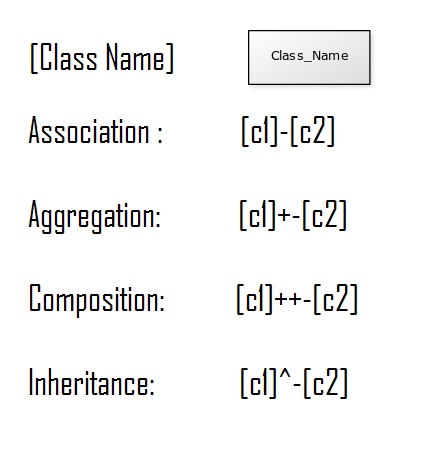 [Class Name] Class_Name
Association : [c1]-[c2]
Aggregation: [c1]+-[c2]
Composition: [c1]++-[c2]
Inheritance: [c1]^-[c2]